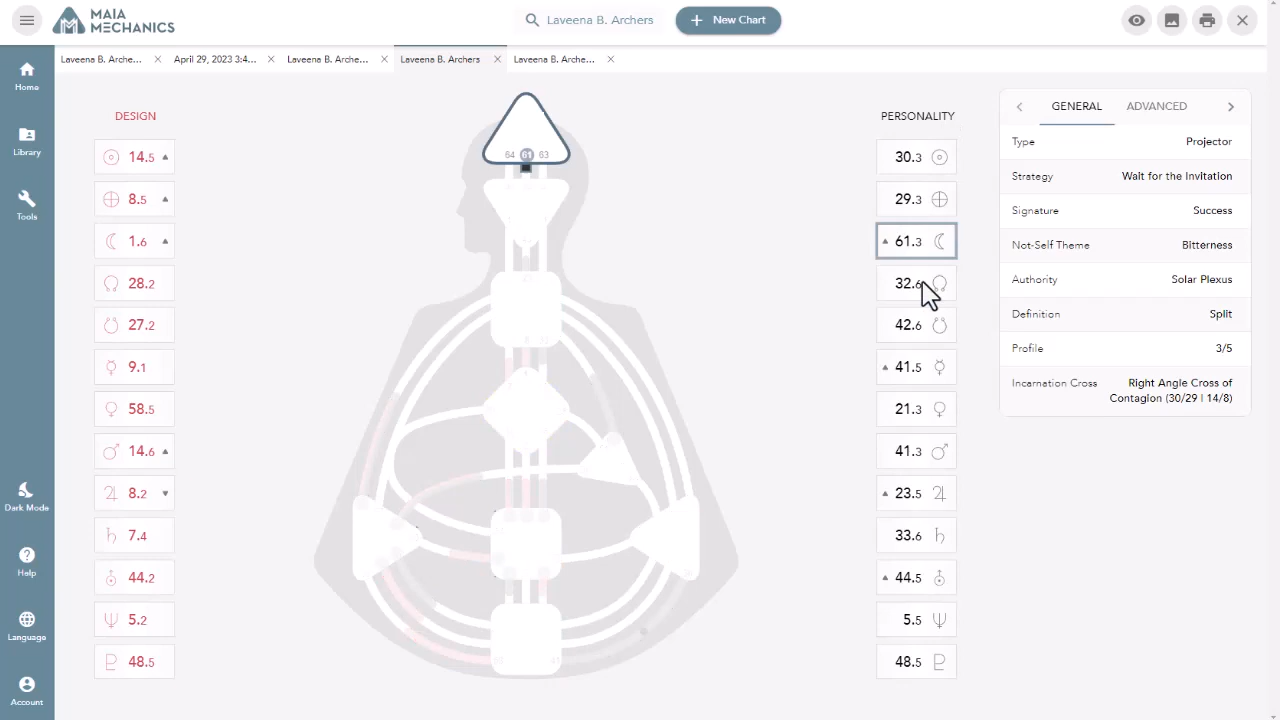 MAIA
MECHANICS
Laveena B. Archers
New Chart
Laveena B. Arche...
April 29, 2023 3:4...
Laveena B. Arche...
Laveena B. Archers
Laveena B. Arche...
Home
Library
Tools
Dark Mode
Help
Language
Account
DESIGN
14.5
8.5
1.6
28.2
27.2
9.1
58.5
14.6
8.2
7.4
44.2
5.2
48.5
64 61 63
PERSONALITY
30.3
29.3
61.3
32.6
42.6
41.5
21.3
41.3
23.5
33.6
44.5
5.5
48.5
GENERAL
ADVANCED
Type Projector
Strategy Wait for the Invitation
Signature Success
Not-Self Theme Bitterness
Authority Solar Plexus
Definition Split
Profile 3/5
Incarnation Cross Right Angle Cross of
Contagion (30/29 | 14/8)